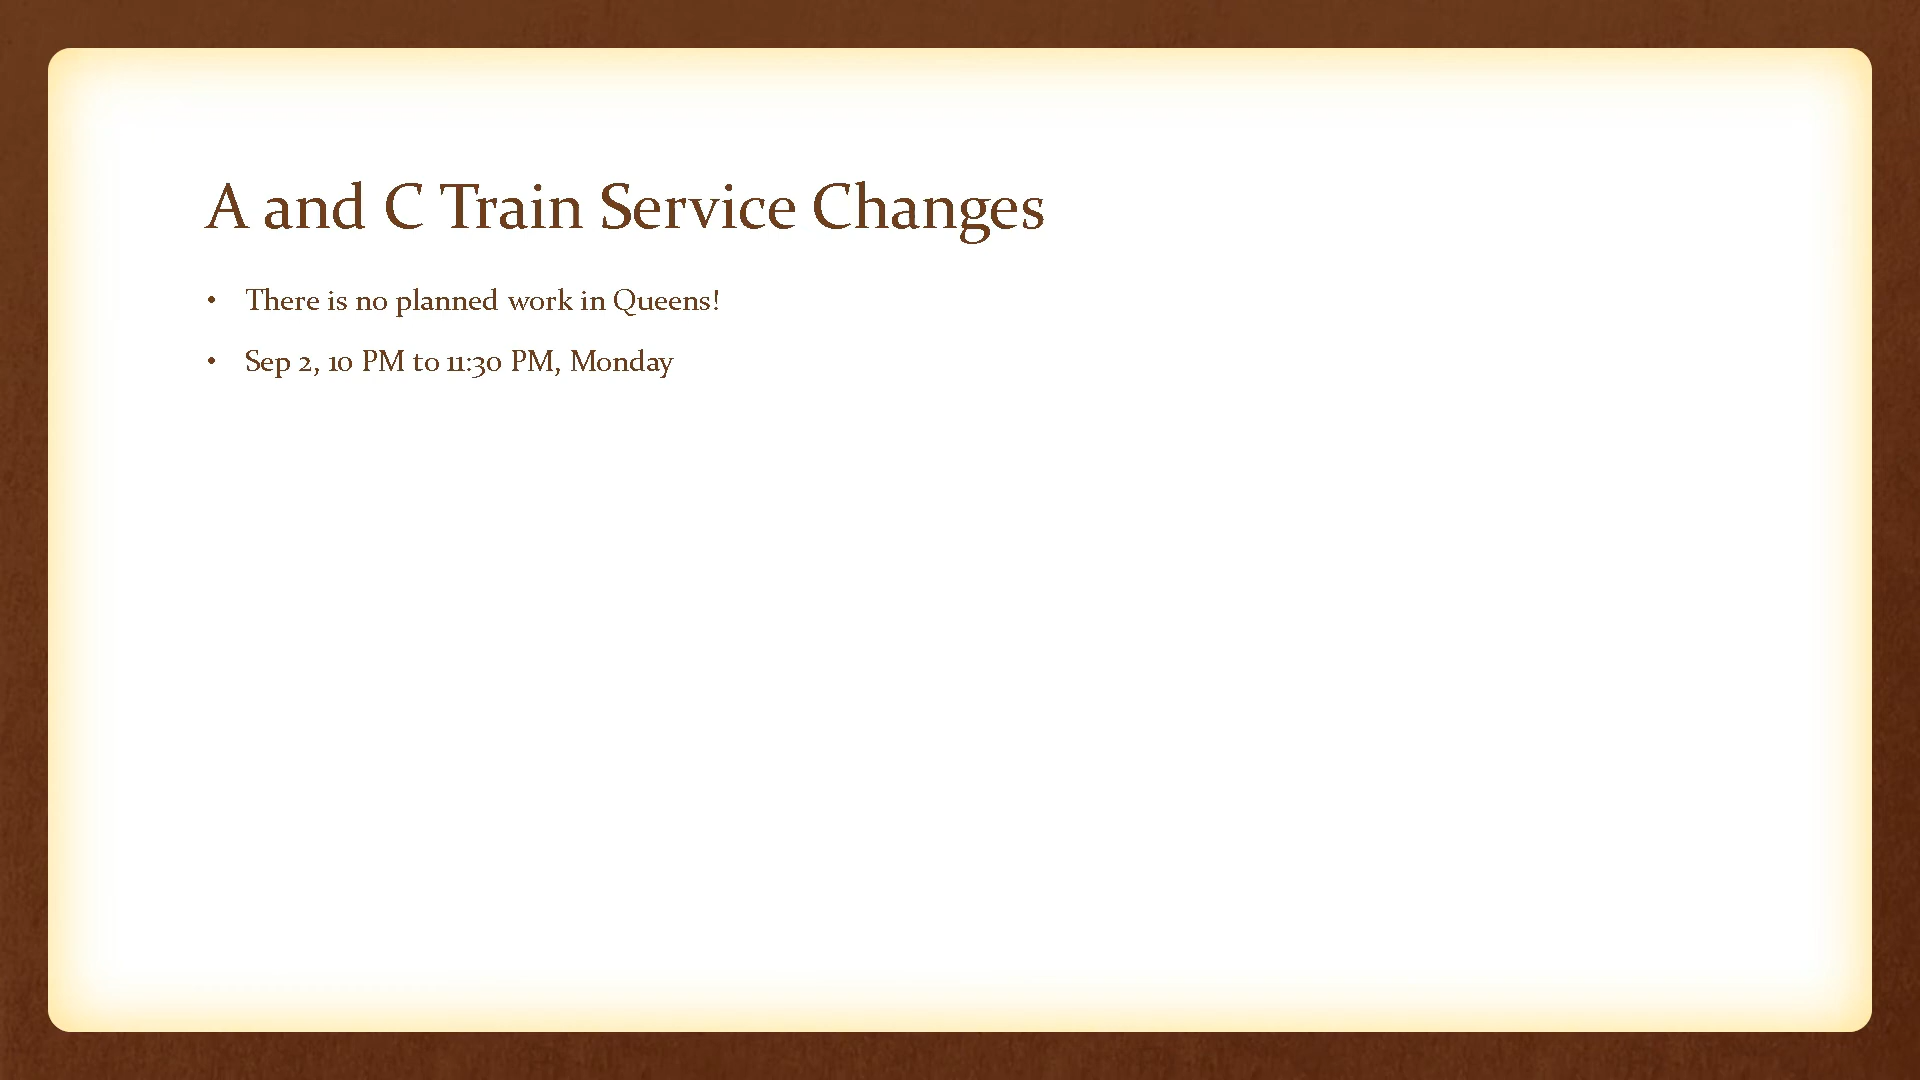 A and C Train Service Changes
• There is no planned work in Queens!
• Sep 2, 10 PM to 11:30 PM, Monday